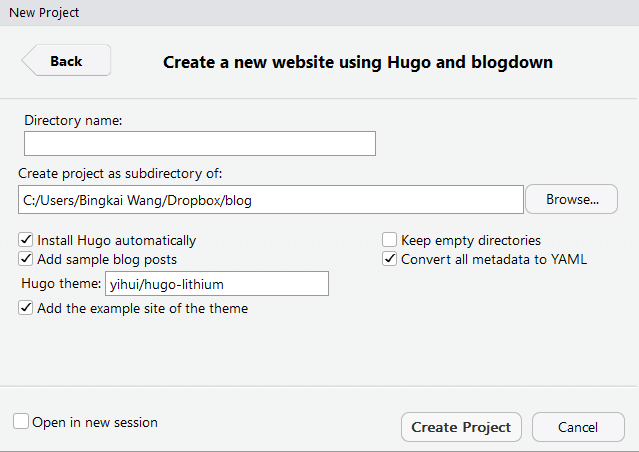 New Project
Back
Create a new website using Hugo and blogdown
Directory name:
Create project as subdirectory of:
C:/Users/Bingkai Wang/Dropbox/blog
Browse...
Install Hugo automatically
Keep empty directories
Add sample blog posts
Convert all metadata to YAML
Hugo theme:
yihui/hugo-lithium
Add the example site of the theme
Open in new session
Create Project
Cancel